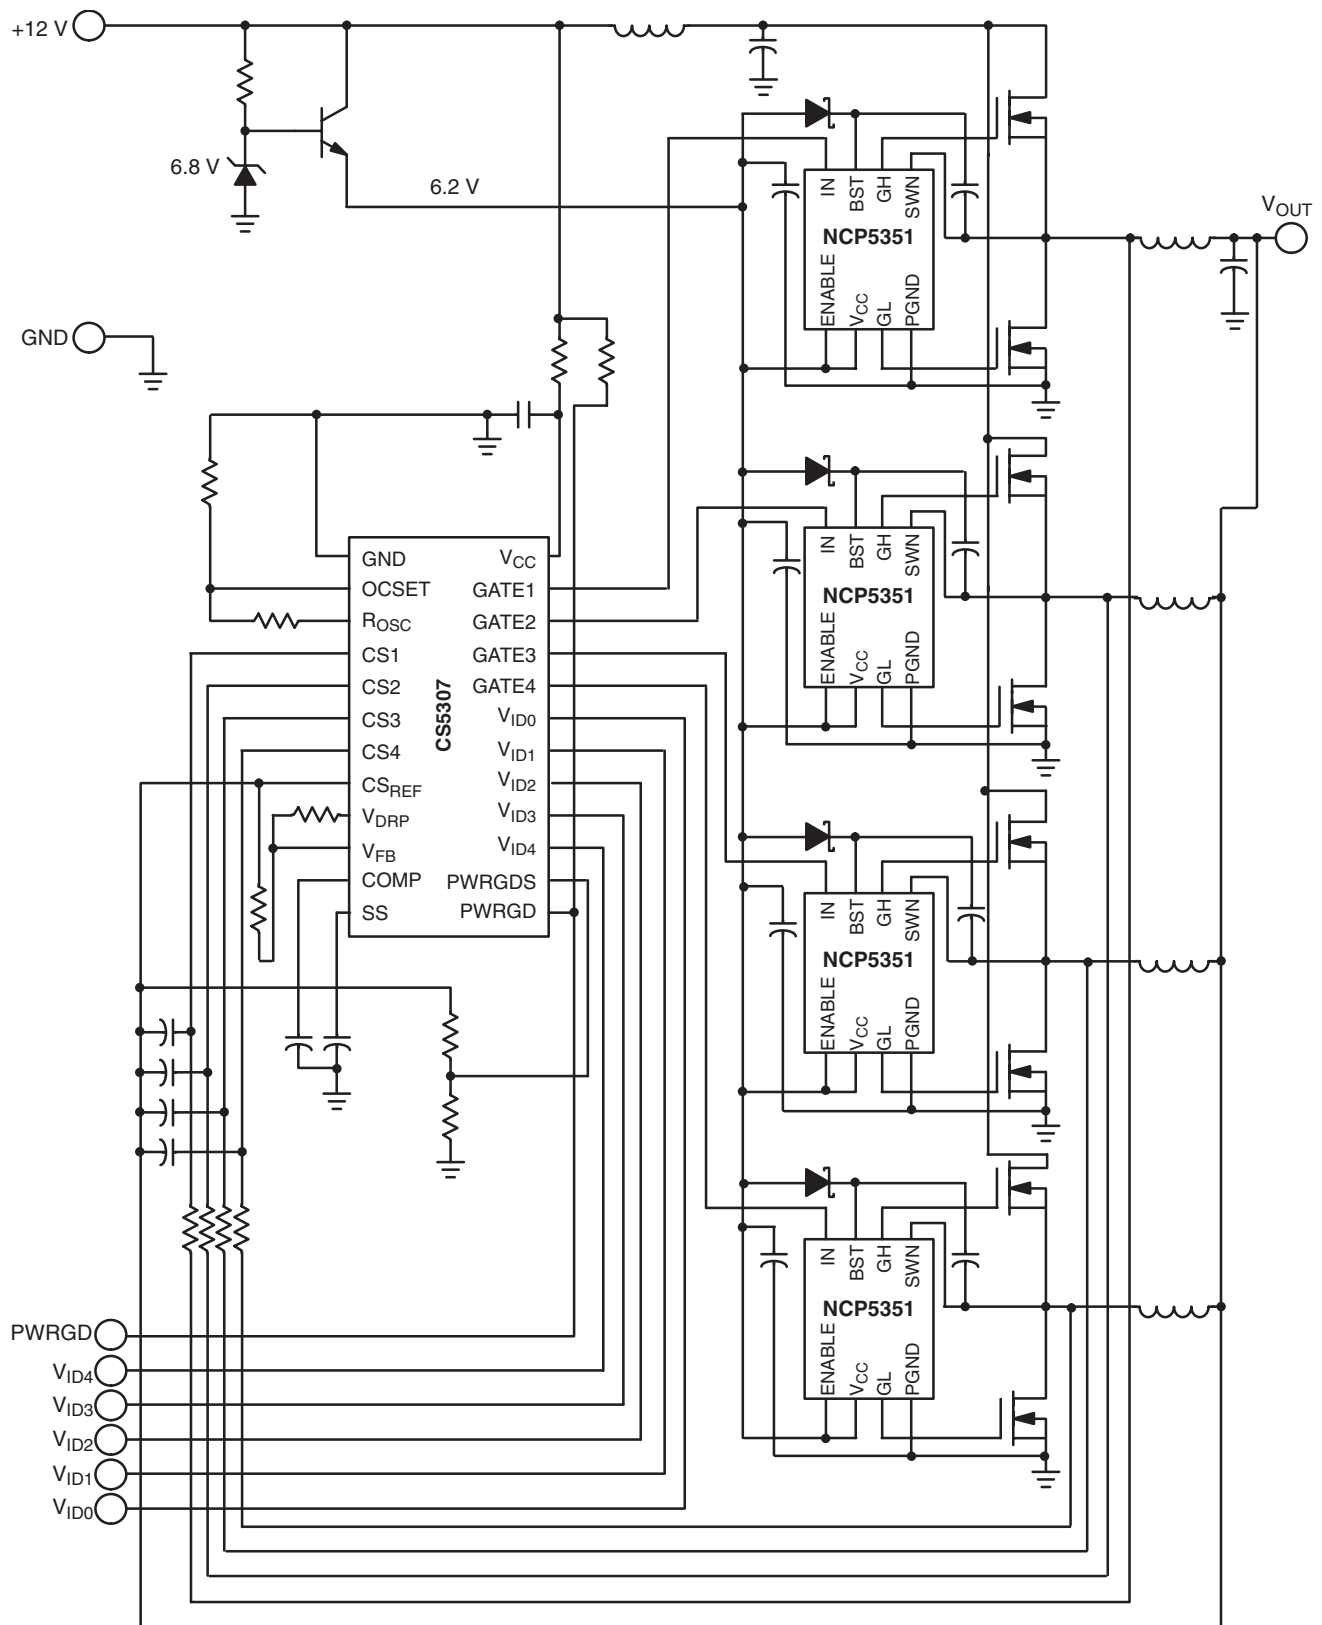 +12 V
6.8 V
6.2 V
GND
VOUT
IN
BST
GH
SWN
NCP5351
ENABLE
VCC
GL
PGND
IN
BST
GH
SWN
NCP5351
ENABLE
VCC
GL
PGND
GND
OCSET
ROSC
CS1
CS2
CS3
CS4
CSREF
VDRP
VFB
COMP
SS
CS5307
VCC
GATE1
GATE2
GATE3
GATE4
VID0
VID1
VID2
VID3
VID4
PWRGDS
PWRGD
IN
BST
GH
SWN
NCP5351
ENABLE
VCC
GL
PGND
IN
BST
GH
SWN
NCP5351
ENABLE
VCC
GL
PGND
PWRGD
VID4
VID3
VID2
VID1
VID0